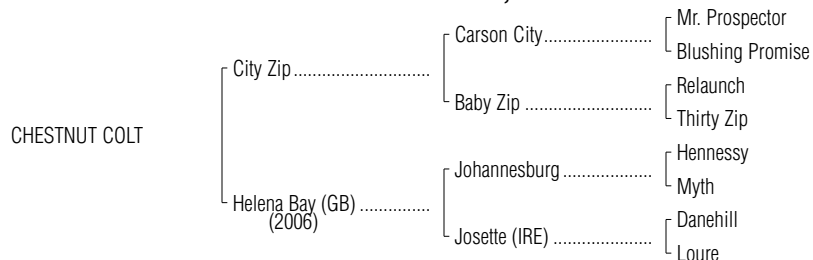 Mr. Prospector
Carson City
Blushing Promise
City Zip
Relaunch
Baby Zip
Thirty Zip
CHESTNUT COLT
Hennessy
Johannesburg
Myth
Helena Bay (GB)
(2006)
Danehill
Josette (IRE)
Loure